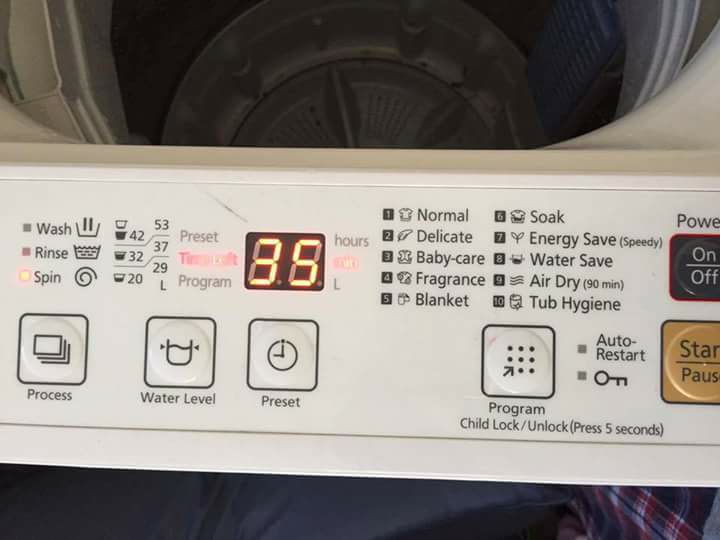 Wash
Rinse
Spin
53
42
37
32
29
20
L
Preset
Time Left
Program
35
hours
L
1 Normal
2 Delicate
3 Baby-care
4 Fragrance
5 Blanket
6 Soak
7 Energy Save (Speedy)
8 Water Save
9 Air Dry (90 min)
10 Tub Hygiene
On
Off
Process
Water Level
Preset
Program
Child Lock/Unlock(Press 5 seconds)
Auto-
Restart